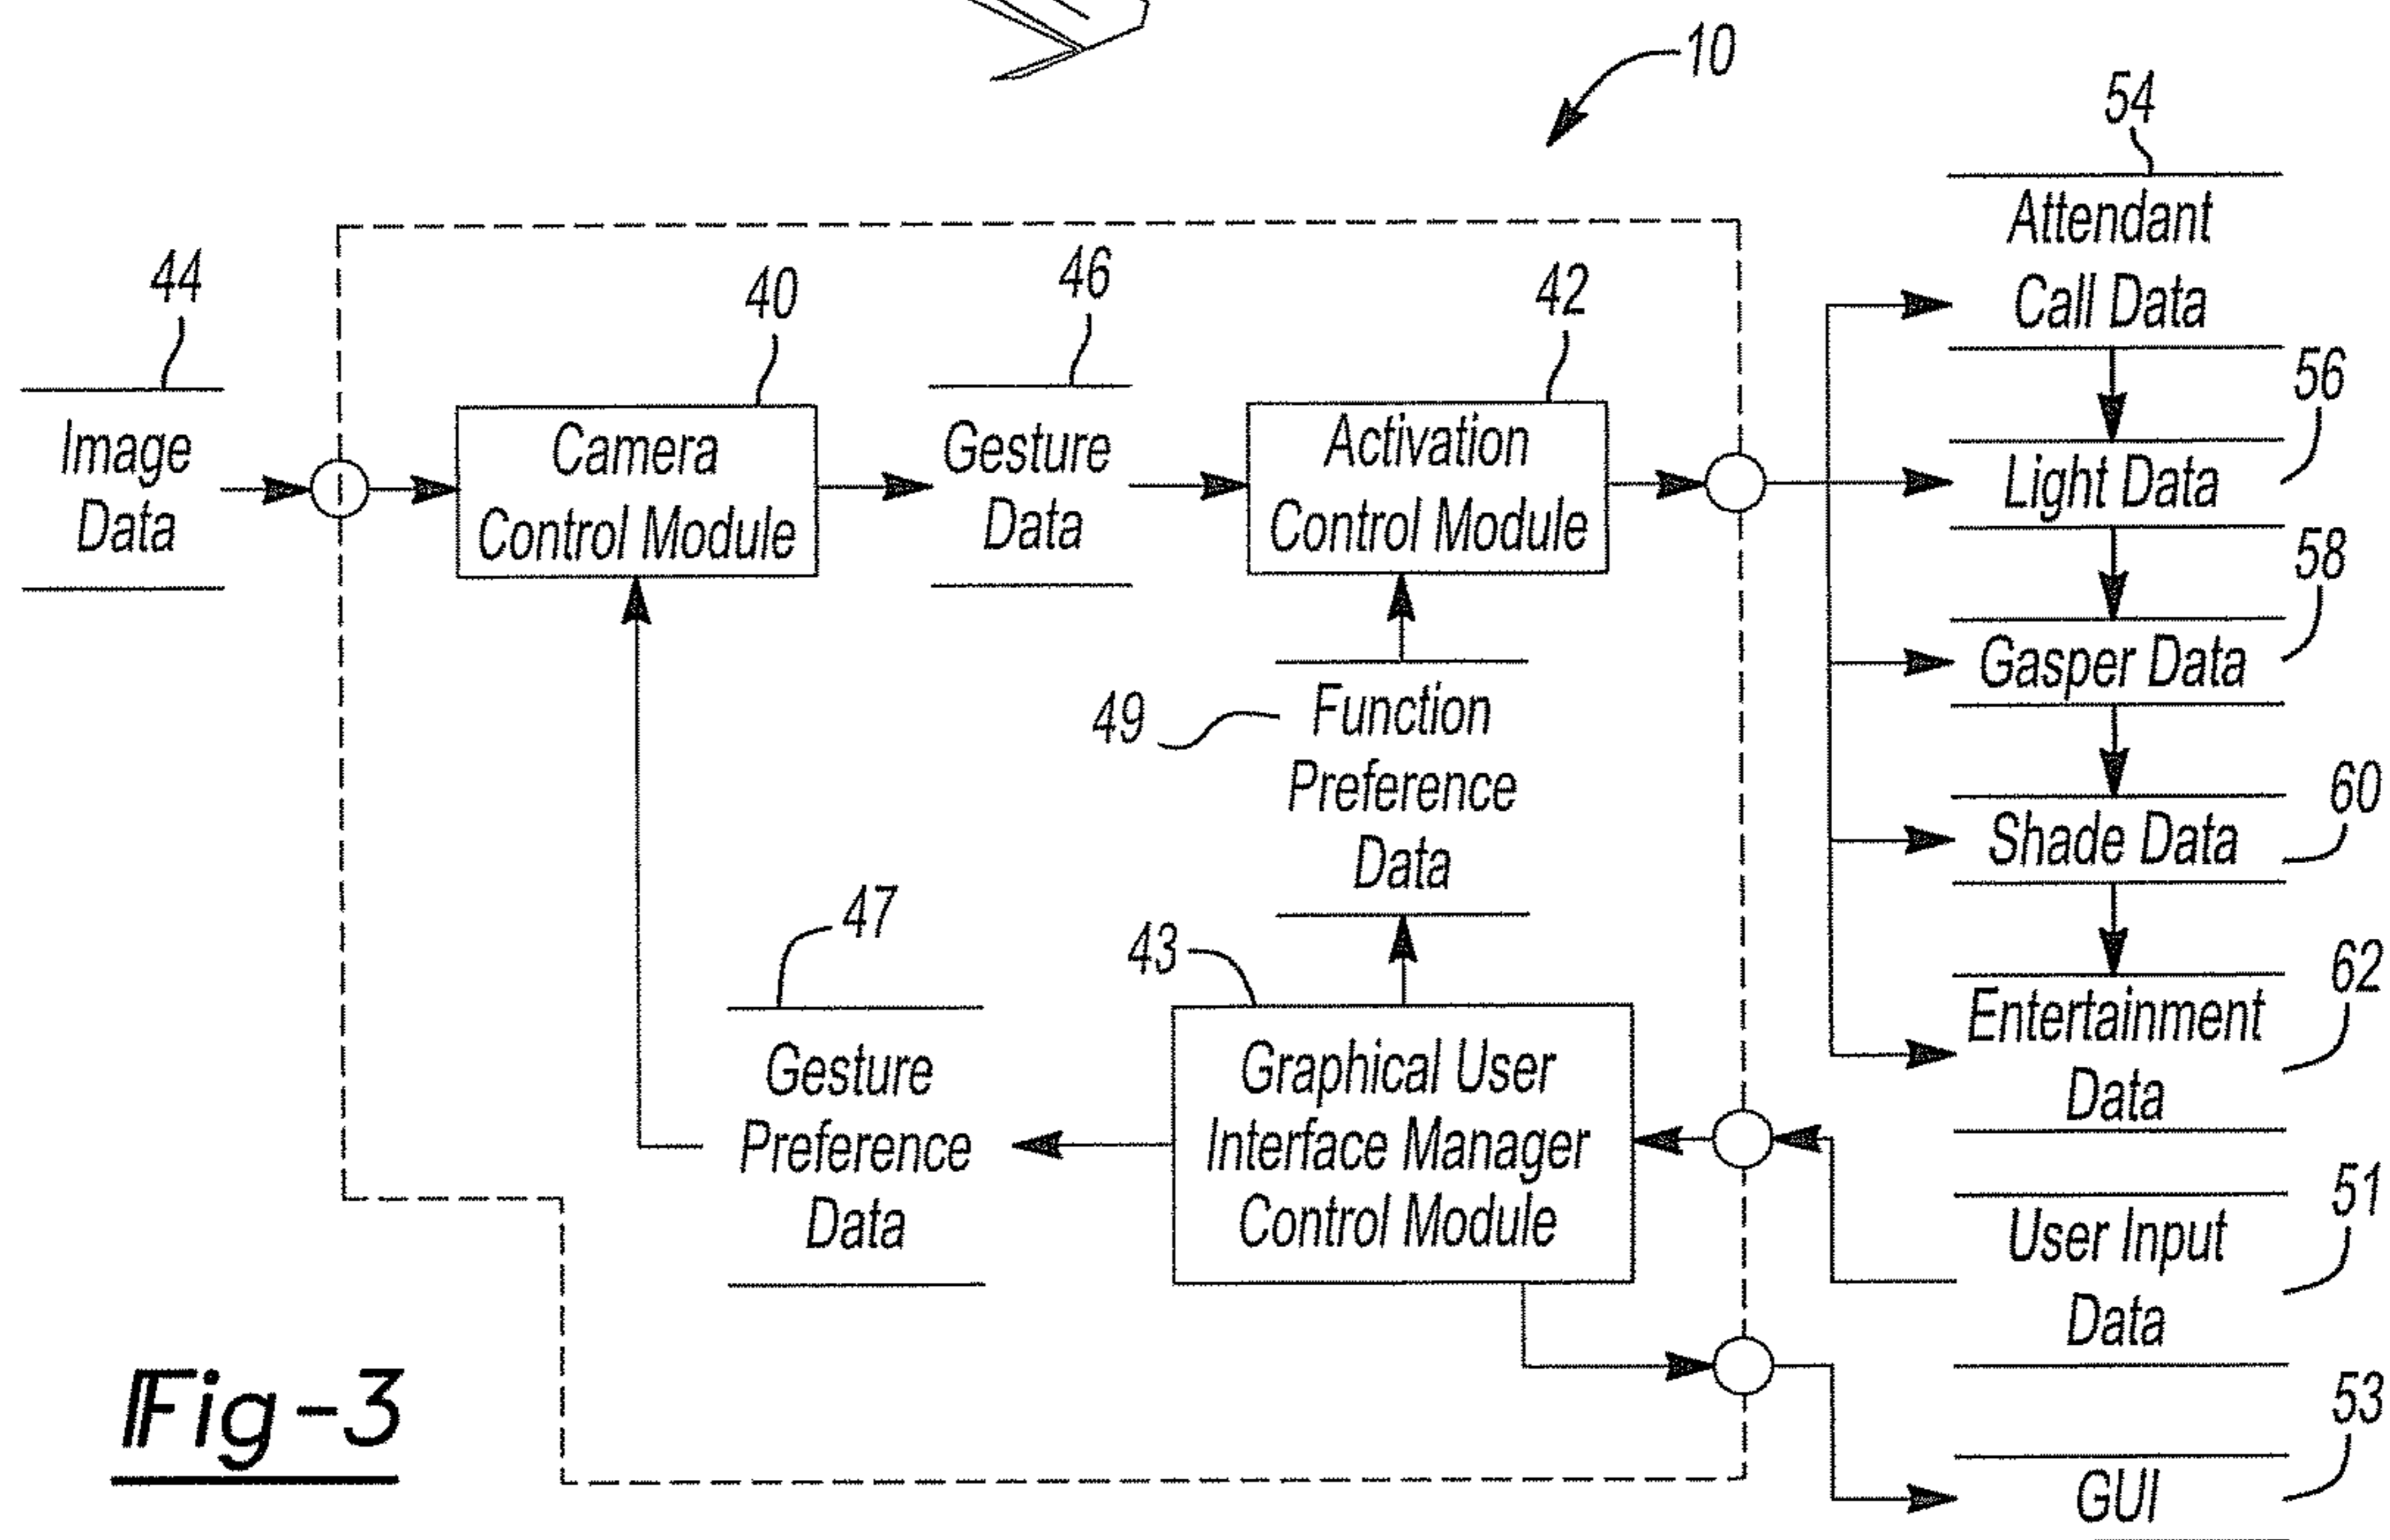 10
54
Attendant
Call Data
44
Image
Data
40
Camera
Control Module
46
Gesture
Data
42
Activation
Control Module
56
Light Data
58
Gasper Data
49
Function
Preference
Data
60
Shade Data
47
Gesture
Preference
Data
43
Graphical User
Interface Manager
Control Module
62
Entertainment
Data
51
User Input
Data
53
GUI
Fig-3